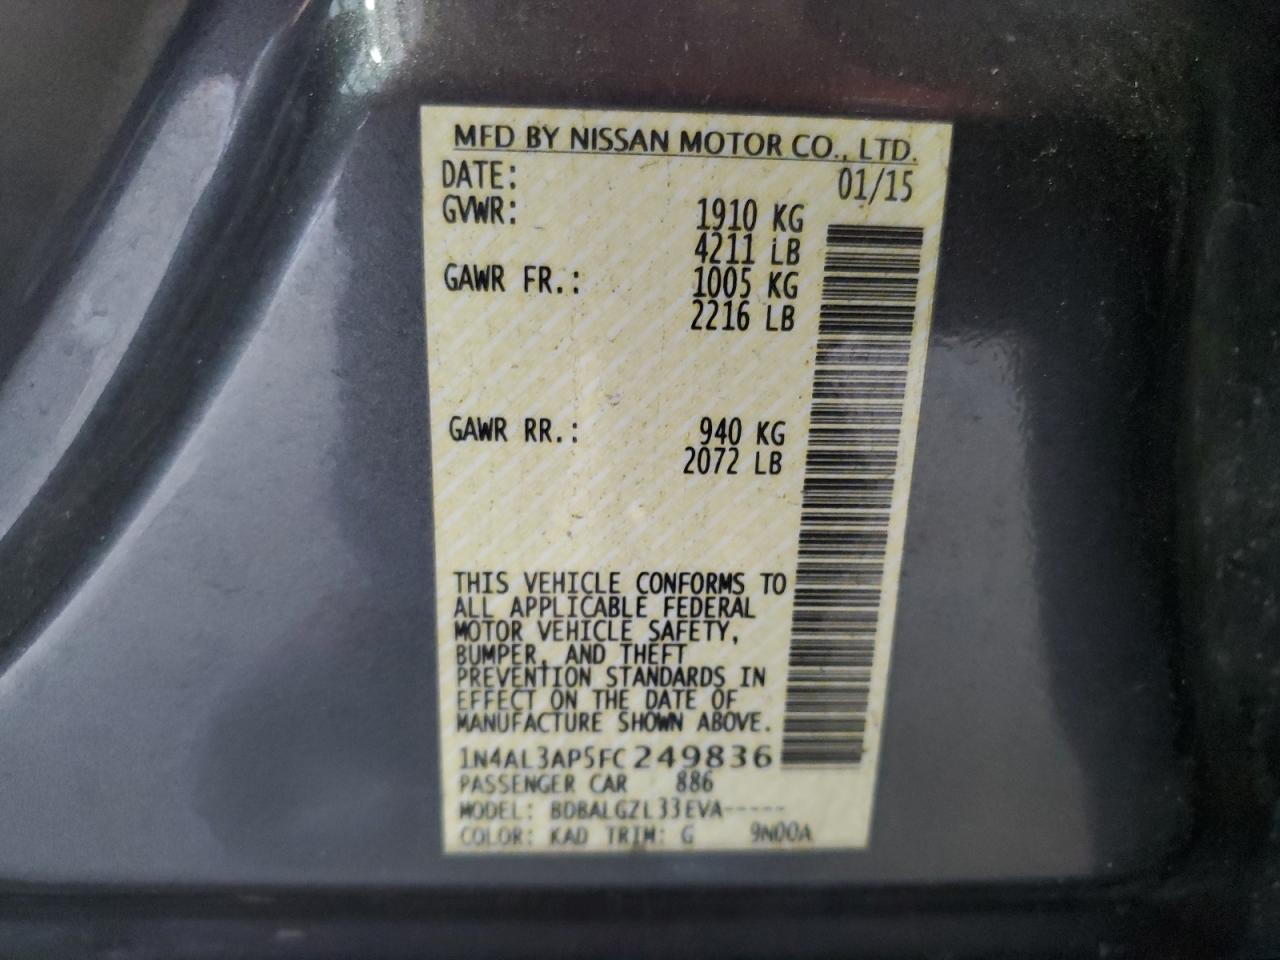 MFD BY NISSAN MOTOR CO., LTD.
DATE: 01/15
GVWR: 1910 KG
4211 LB
GAWR FR.: 1005 KG
2216 LB
GAWR RR.: 940 KG
2072 LB
THIS VEHICLE CONFORMS TO
ALL APPLICABLE FEDERAL
MOTOR VEHICLE SAFETY,
BUMPER, AND THEFT
PREVENTION STANDARDS IN
EFFECT ON THE DATE OF
MANUFACTURE SHOWN ABOVE.
1N4AL3AP5FC249836
PASSENGER CAR 886
MODEL: BDBALGZL33EVA-----
COLOR: KAD TRIM: G 9N00A